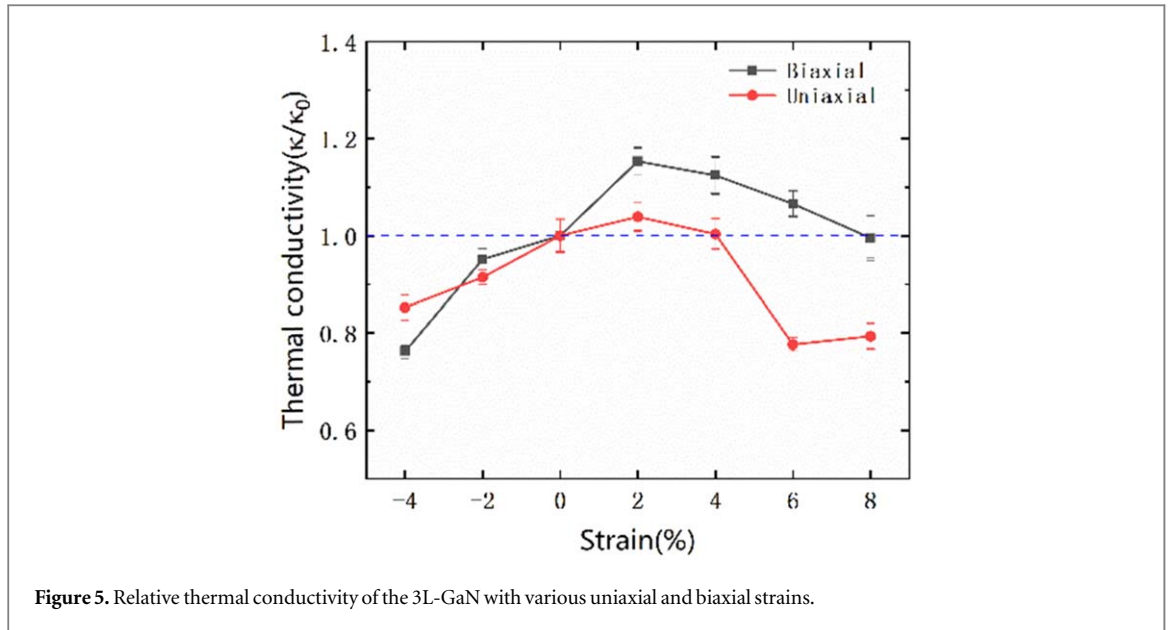 1.4
1.2
1.0
0.8
0.6
Thermal conductivity(κ/κ0)
Biaxial
Uniaxial
-4 -2 0 2 4 6 8
Strain(%)
Figure 5. Relative thermal conductivity of the 3L-GaN with various uniaxial and biaxial strains.